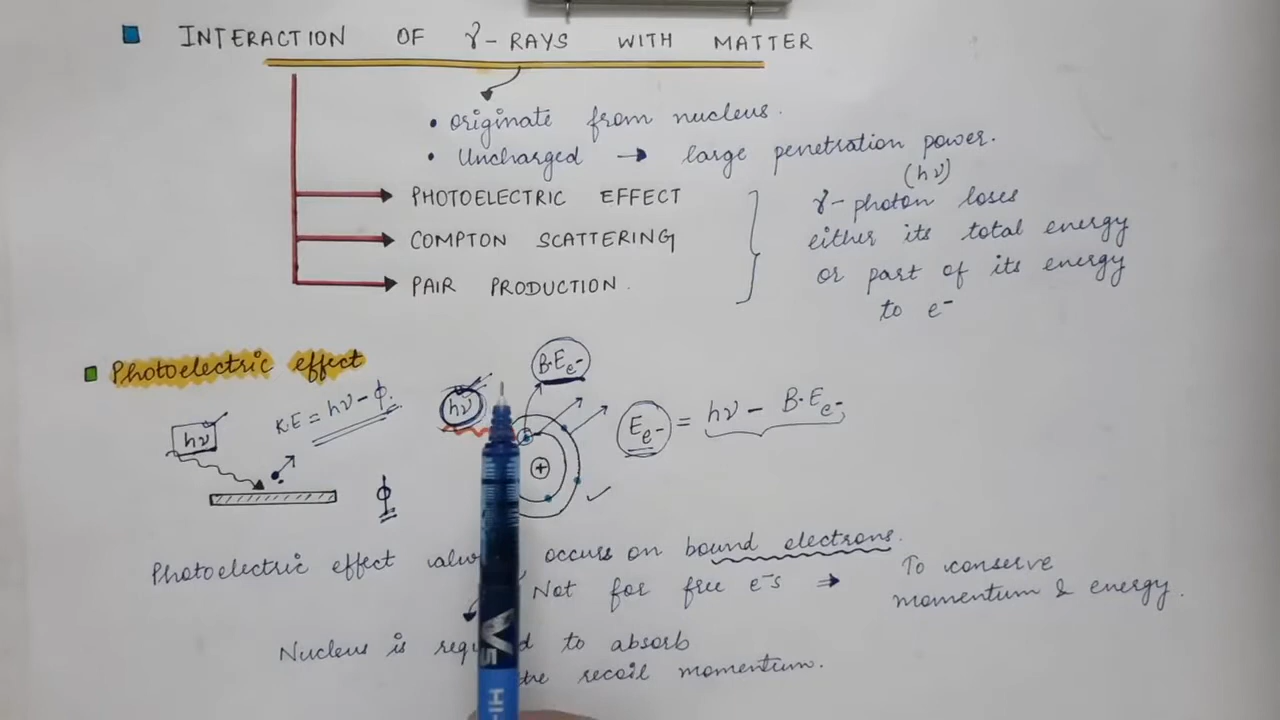 INTERACTION OF γ-RAYS WITH MATTER
• originate from nucleus.
• Uncharged → large penetration power.
PHOTOELECTRIC EFFECT
COMPTON SCATTERING
PAIR PRODUCTION.
(hν)
γ-photon loses
either its total energy
or part of its energy
to e⁻
Photoelectric effect
hν
K.E = hν - ϕ.
ϕ
hν
B.E e⁻
+
E e⁻ = hν - B.E e⁻
Photoelectric effect occurs on bound electrons.
Not for free e⁻s ⇒ To conserve
momentum & energy.
Nucleus is to absorb
recoil momentum.
V5
HI-